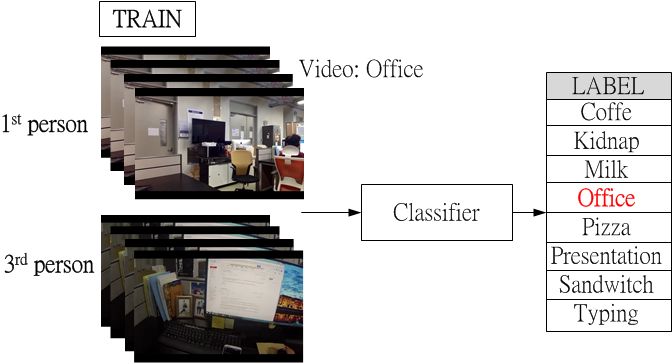 TRAIN
Video: Office
1st person
3rd person
Classifier
LABEL
Coffe
Kidnap
Milk
Office
Pizza
Presentation
Sandwitch
Typing